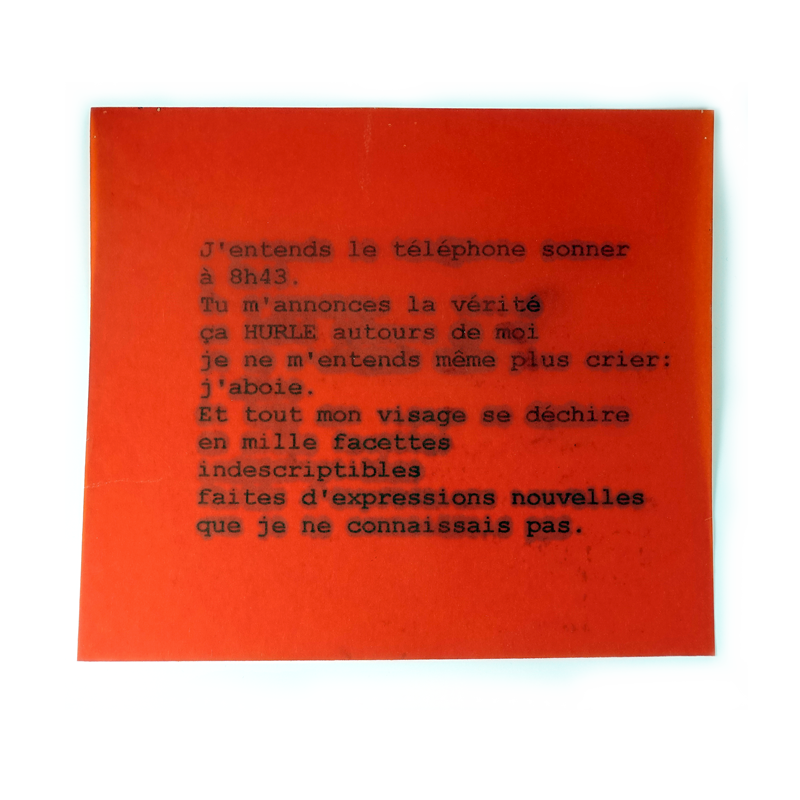 J'entends le téléphone sonner
à 8h43.
Tu m'annonces la vérité
ça HURLE autours de moi
je ne m'entends même plus crier:
j'aboie.
Et tout mon visage se déchire
en mille facettes
indescriptibles
faites d'expressions nouvelles
que je ne connaissais pas.